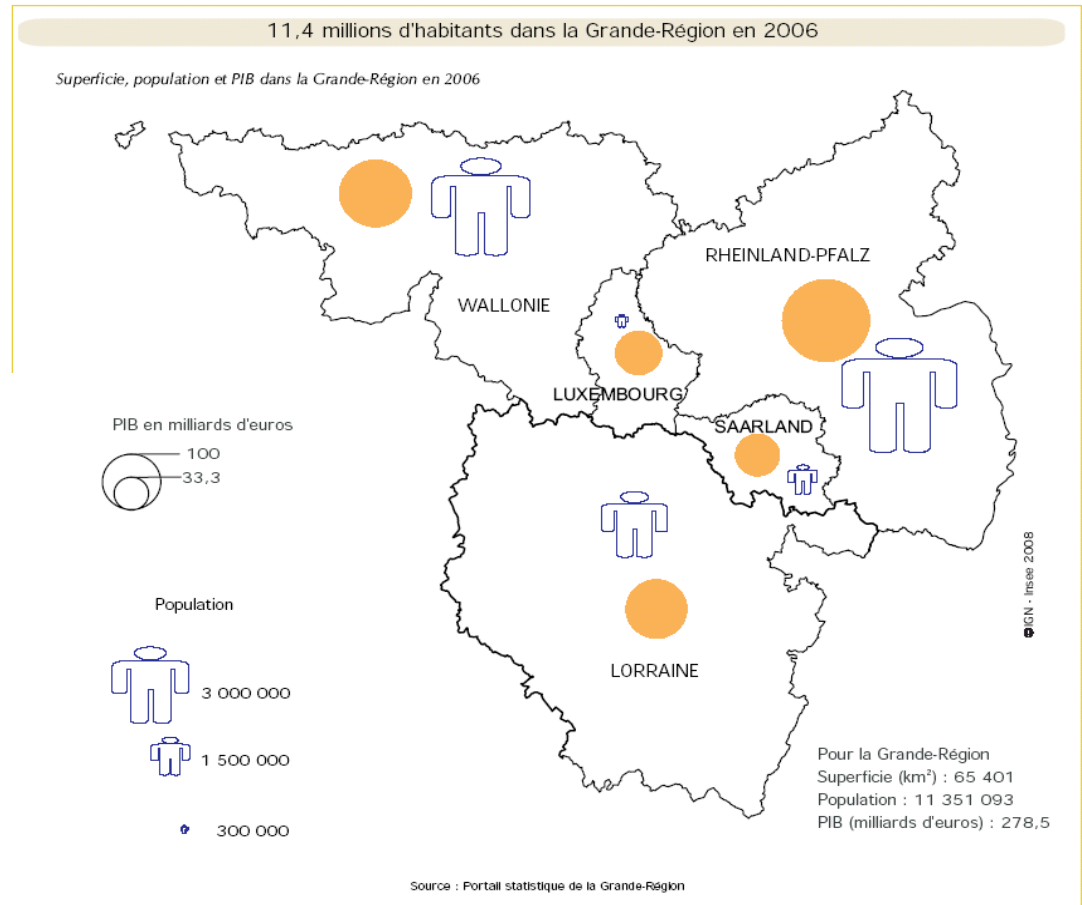 11,4 millions d'habitants dans la Grande-Région en 2006
Superficie, population et PIB dans la Grande-Région en 2006
RHEINLAND-PFALZ
WALLONIE
LUXEMBOURG
SAARLAND
PIB en milliards d'euros
100
33,3
©IGN - Insee 2008
Population
LORRAINE
3 000 000
1 500 000
300 000
Pour la Grande-Région
Superficie (km²) : 65 401
Population : 11 351 093
PIB (milliards d'euros) : 278,5
Source : Portail statistique de la Grande-Région